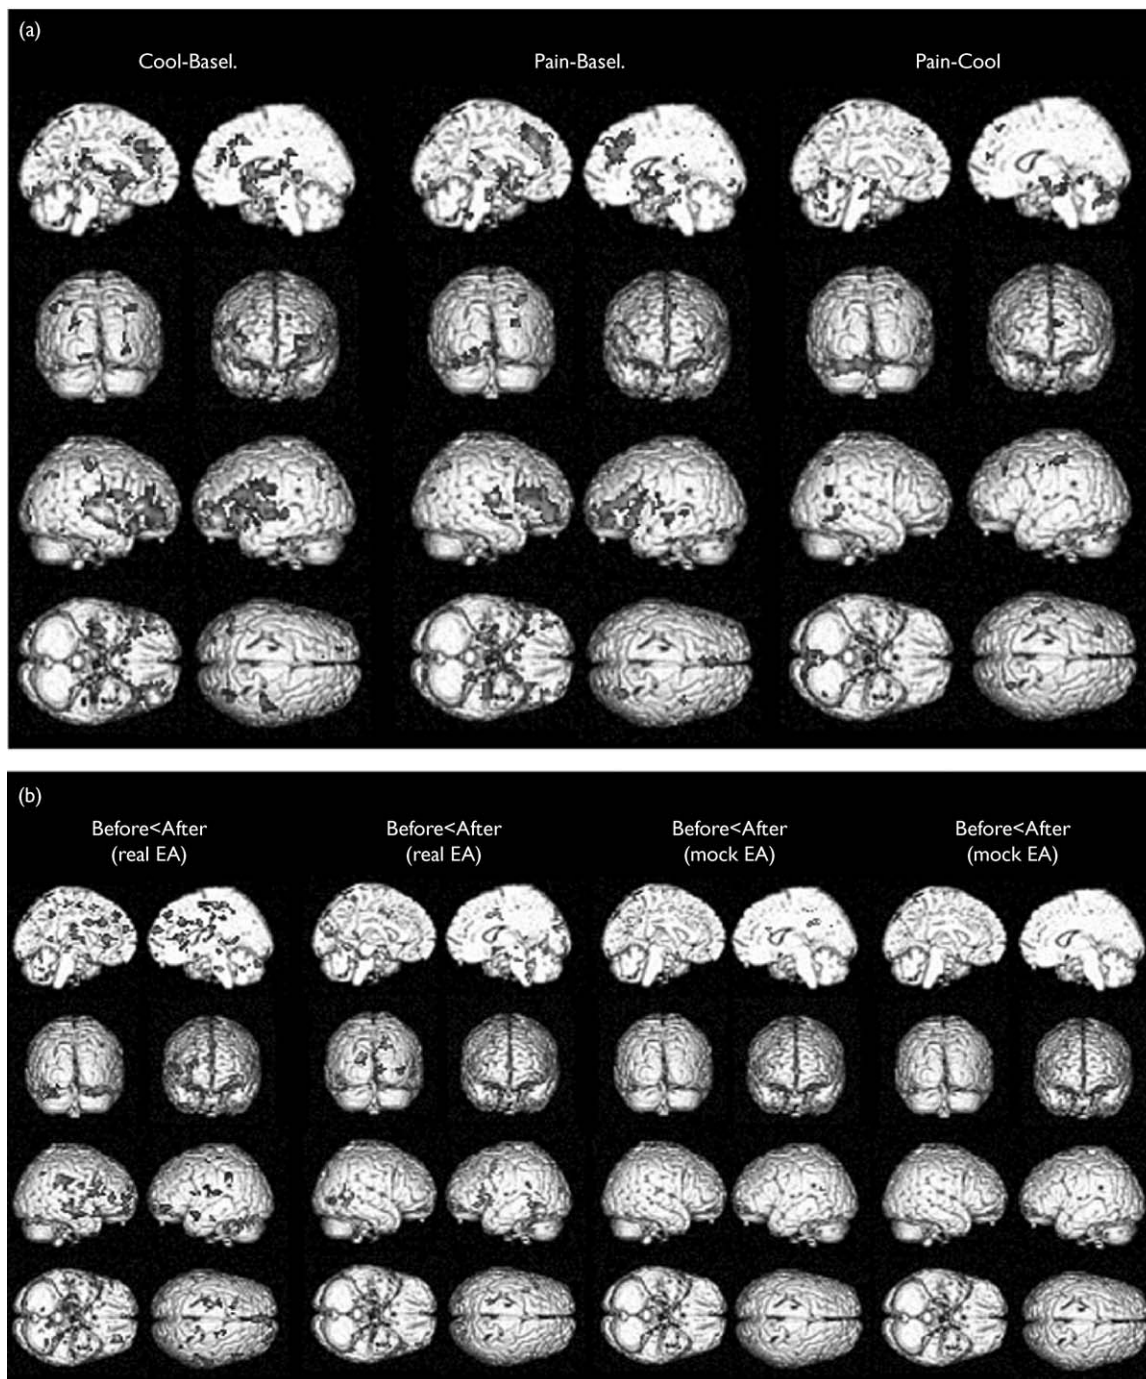 (a)
Cool-Basel.
Pain-Basel.
Pain-Cool
(b)
Before<After
(real EA)
Before<After
(real EA)
Before<After
(mock EA)
Before<After
(mock EA)